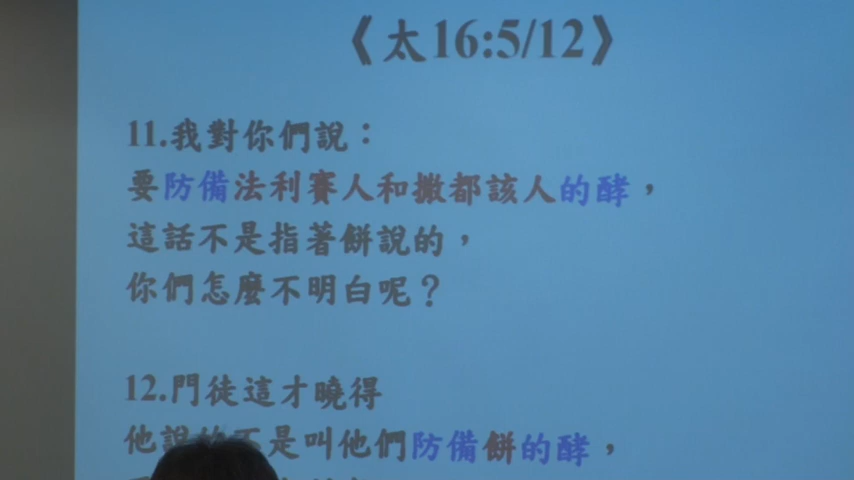 《太16:5/12》
11.我對你們說：
要防備法利賽人和撒都該人的酵，
這話不是指著餅說的，
你們怎麼不明白呢？
12.門徒這才曉得
他說的不是叫他們防備餅的酵，